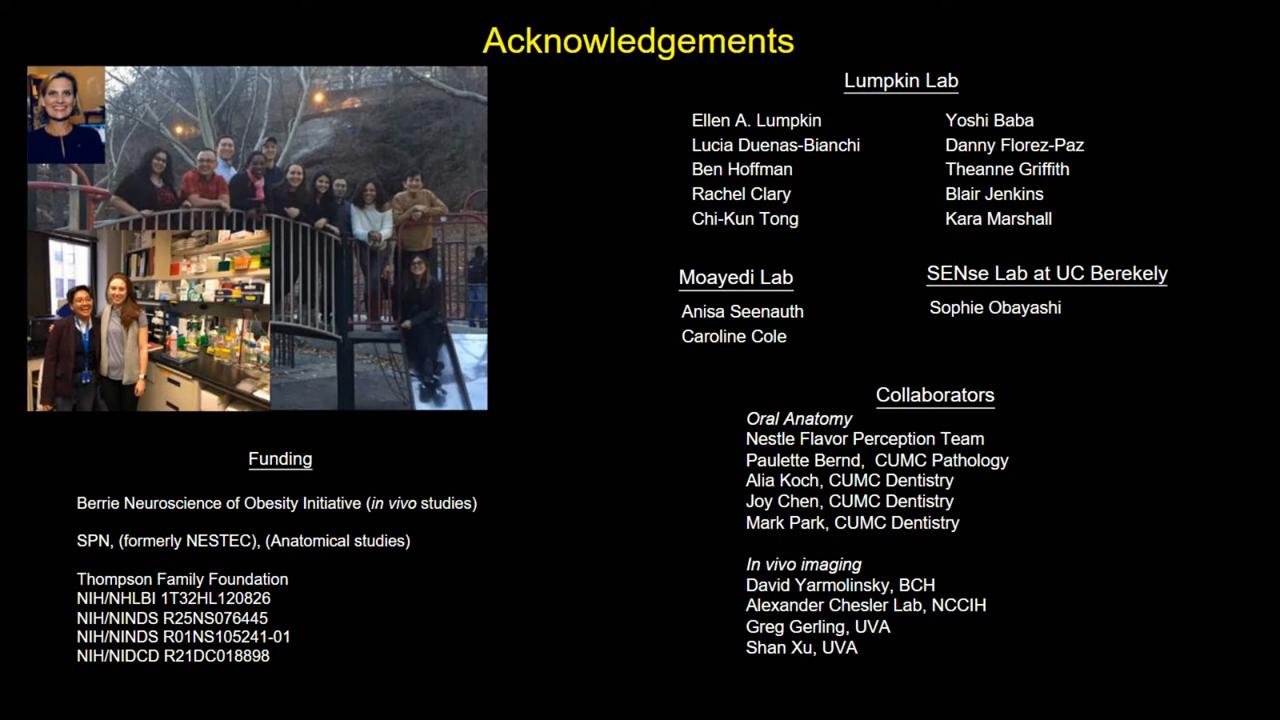 Acknowledgements
Lumpkin Lab
Ellen A. Lumpkin
Lucia Duenas-Bianchi
Ben Hoffman
Rachel Clary
Chi-Kun Tong
Yoshi Baba
Danny Florez-Paz
Theanne Griffith
Blair Jenkins
Kara Marshall
Moayedi Lab
Anisa Seenauth
Caroline Cole
SENse Lab at UC Berekely
Sophie Obayashi
Collaborators
Oral Anatomy
Nestle Flavor Perception Team
Paulette Bernd, CUMC Pathology
Alia Koch, CUMC Dentistry
Joy Chen, CUMC Dentistry
Mark Park, CUMC Dentistry
In vivo imaging
David Yarmolinsky, BCH
Alexander Chesler Lab, NCCIH
Greg Gerling, UVA
Shan Xu, UVA
Funding
Berrie Neuroscience of Obesity Initiative (in vivo studies)
SPN, (formerly NESTEC), (Anatomical studies)
Thompson Family Foundation
NIH/NHLBI 1T32HL120826
NIH/NINDS R25NS076445
NIH/NINDS R01NS105241-01
NIH/NIDCD R21DC018898